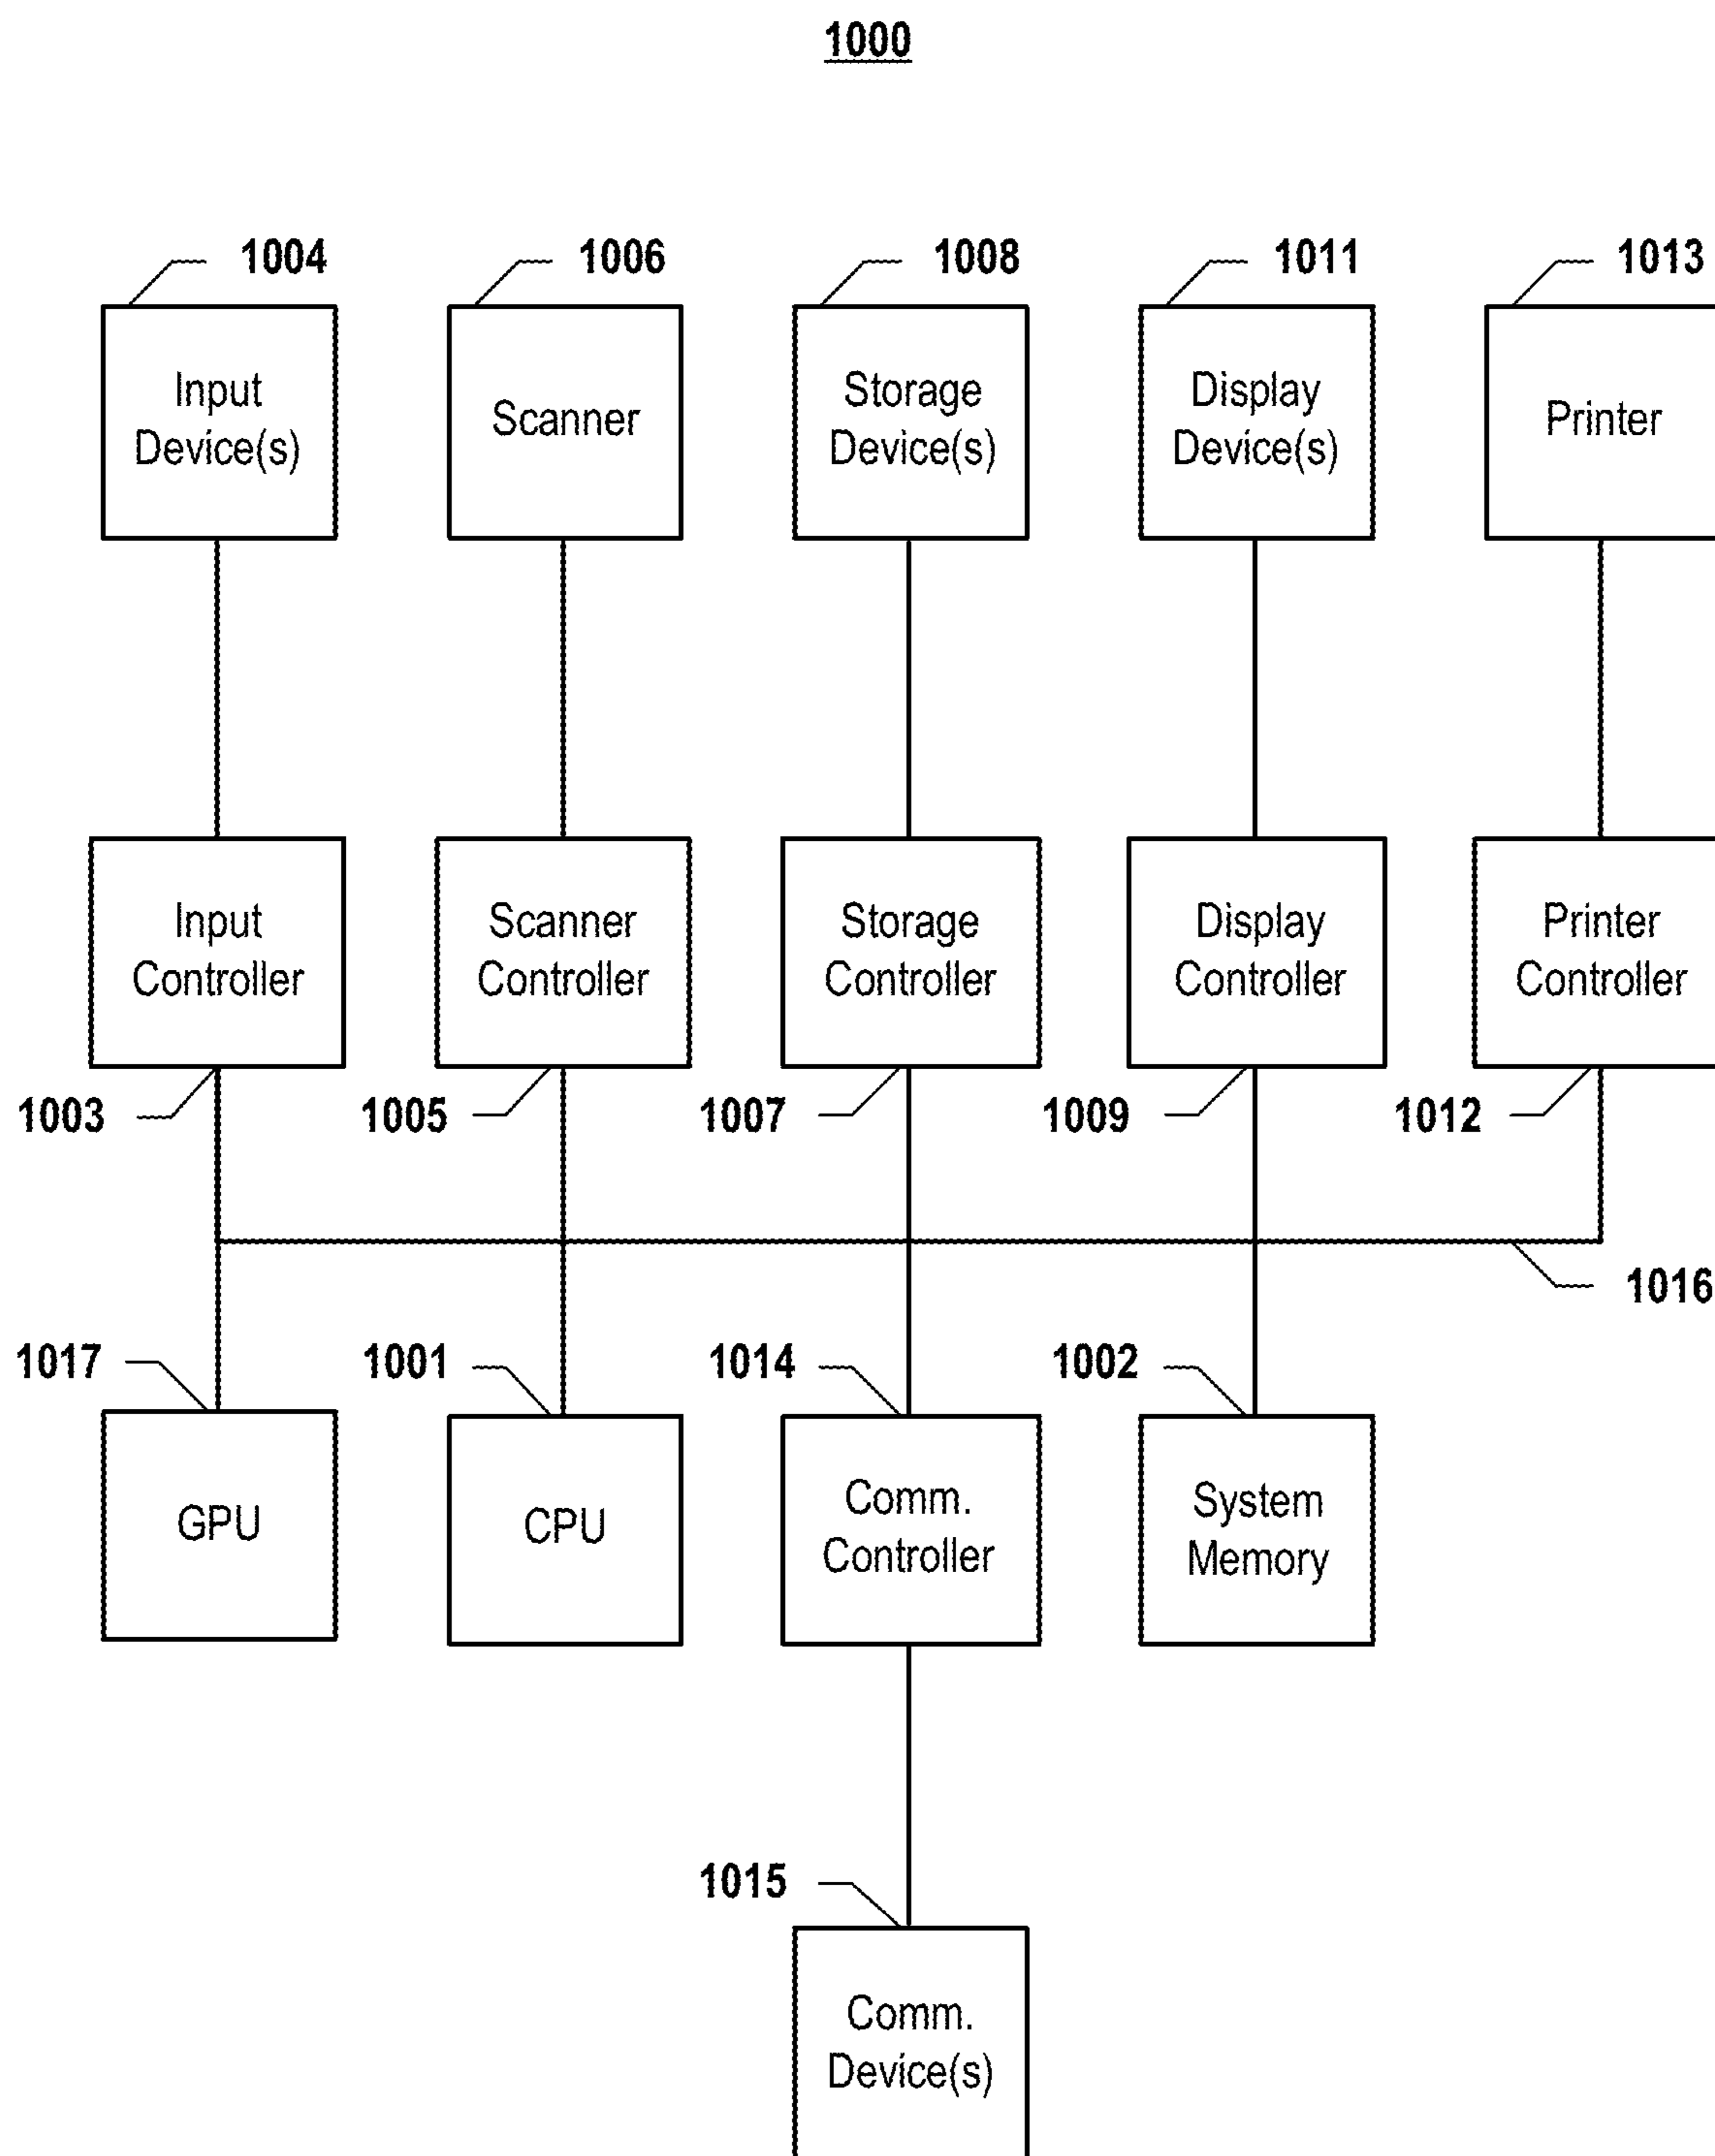 1000
1004
1006
1008
1011
1013
Input
Device(s)
Scanner
Storage
Device(s)
Display
Device(s)
Printer
Input
Controller
Scanner
Controller
Storage
Controller
Display
Controller
Printer
Controller
1003
1005
1007
1009
1012
1016
1017
1001
1014
1002
GPU
CPU
Comm.
Controller
System
Memory
1015
Comm.
Device(s)